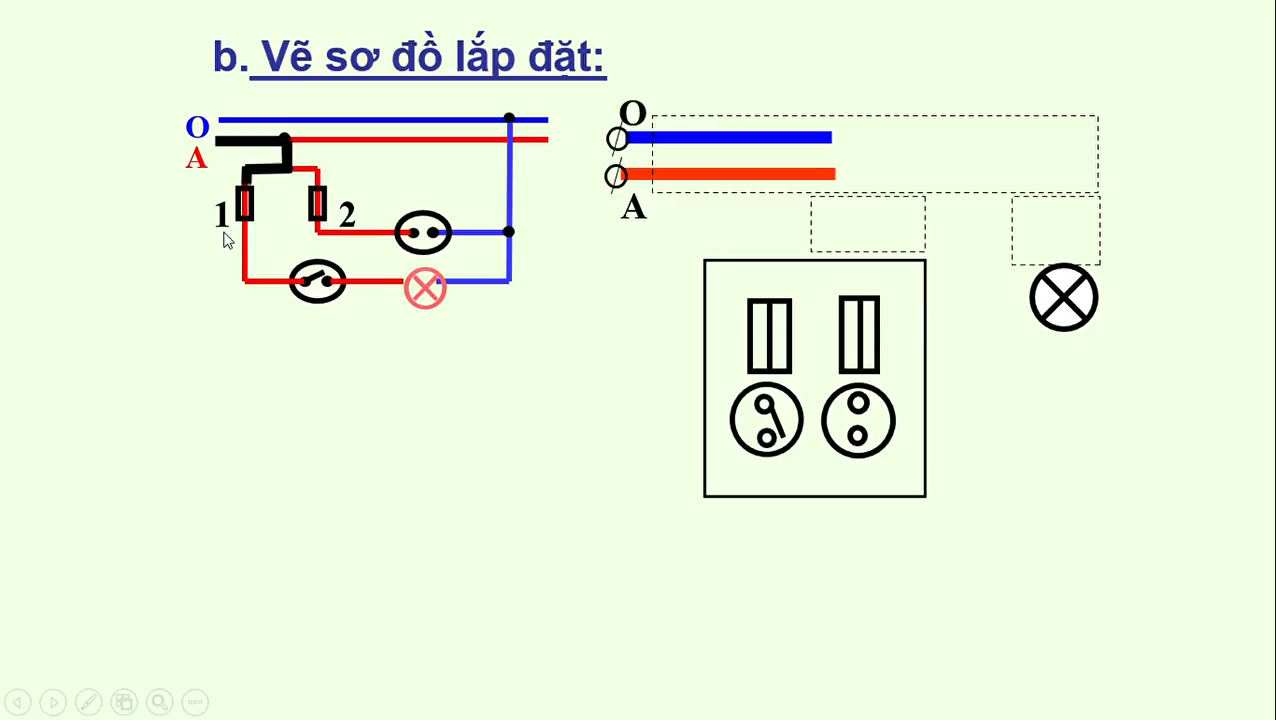 b. Vẽ sơ đồ lắp đặt:
O
A
1
2
O
A